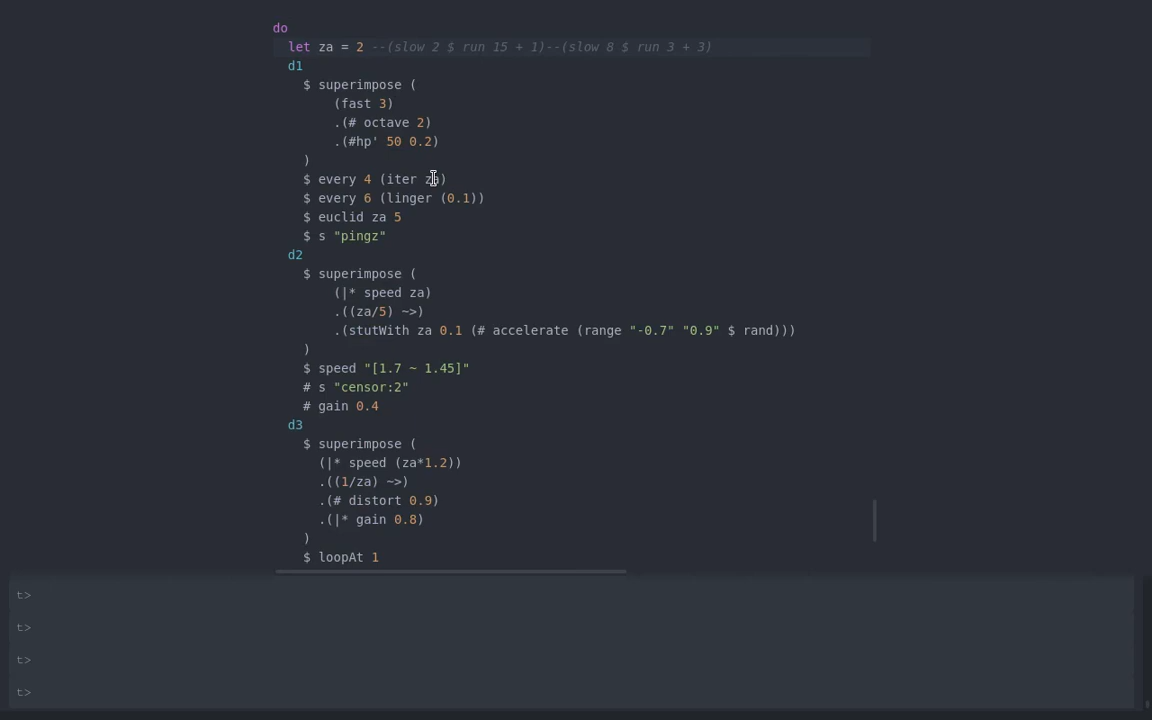 do
let za = 2 --(slow 2 $ run 15 + 1)--(slow 8 $ run 3 + 3)
d1
$ superimpose (
(fast 3)
.(# octave 2)
.(#hp' 50 0.2)
)
$ every 4 (iter za)
$ every 6 (linger (0.1))
$ euclid za 5
$ s "pingz"
d2
$ superimpose (
(|* speed za)
.((za/5) ~>)
.(stutWith za 0.1 (# accelerate (range "-0.7" "0.9" $ rand)))
)
$ speed "[1.7 ~ 1.45]"
# s "censor:2"
# gain 0.4
d3
$ superimpose (
(|* speed (za*1.2))
.((1/za) ~>)
.(# distort 0.9)
.(|* gain 0.8)
)
$ loopAt 1
t>
t>
t>
t>